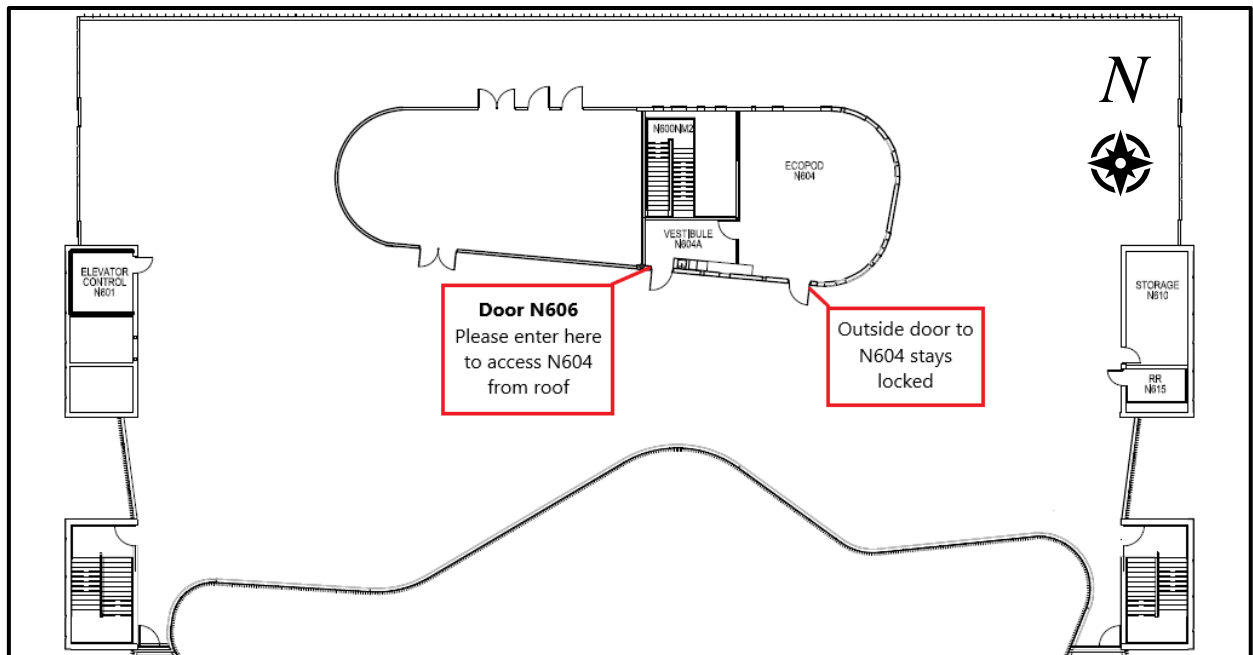 N
N600NM2
ECOPOD
N604
VESTIBULE
N604A
ELEVATOR
CONTROL
N601
STORAGE
N610
Door N606
Please enter here
to access N604
from roof
Outside door to
N604 stays
locked
RR
N615